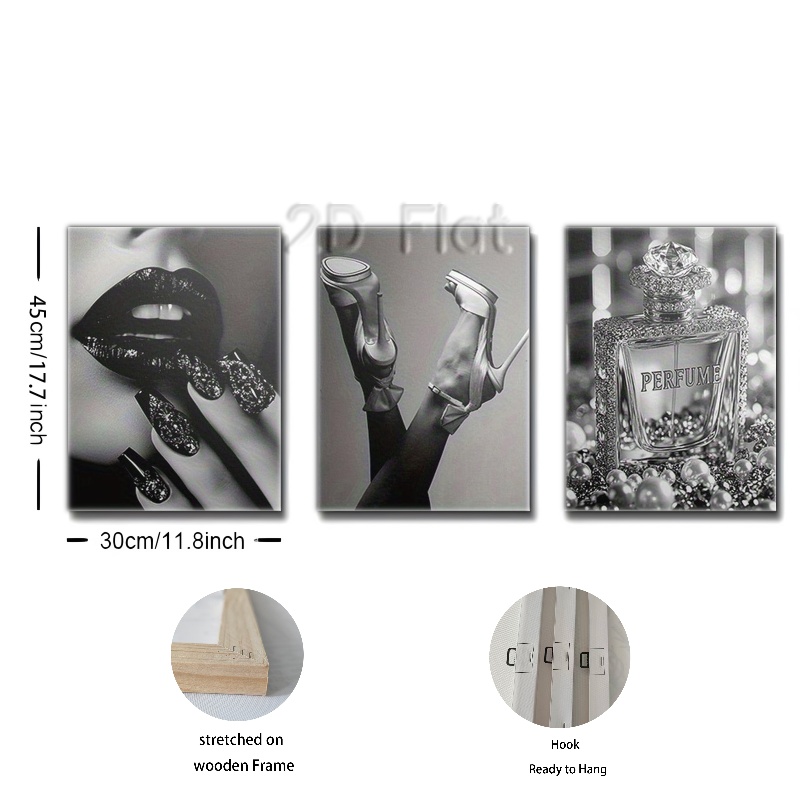 2D Flat
45cm/17.7inch
PERFUME
30cm/11.8inch
stretched on
wooden Frame
Hook
Ready to Hang